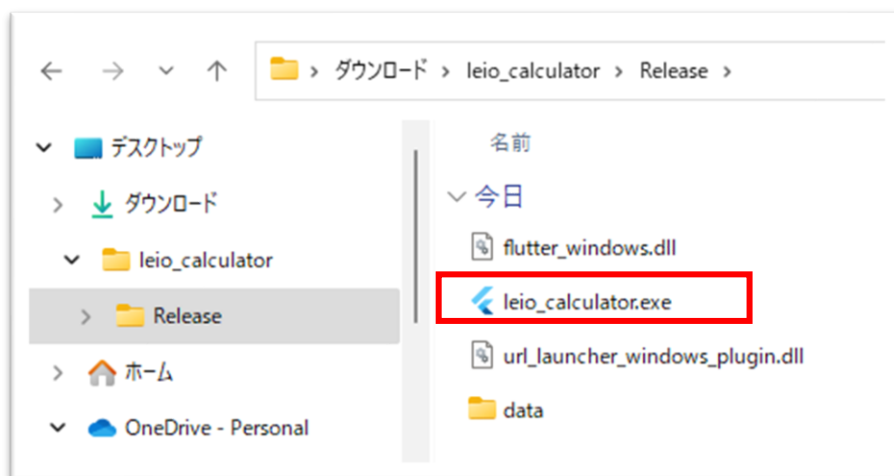 ダウンロード > leio_calculator > Release >
デスクトップ
ダウンロード
leio_calculator
Release
ホーム
OneDrive - Personal
名前
今日
flutter_windows.dll
leio_calculator.exe
url_launcher_windows_plugin.dll
data